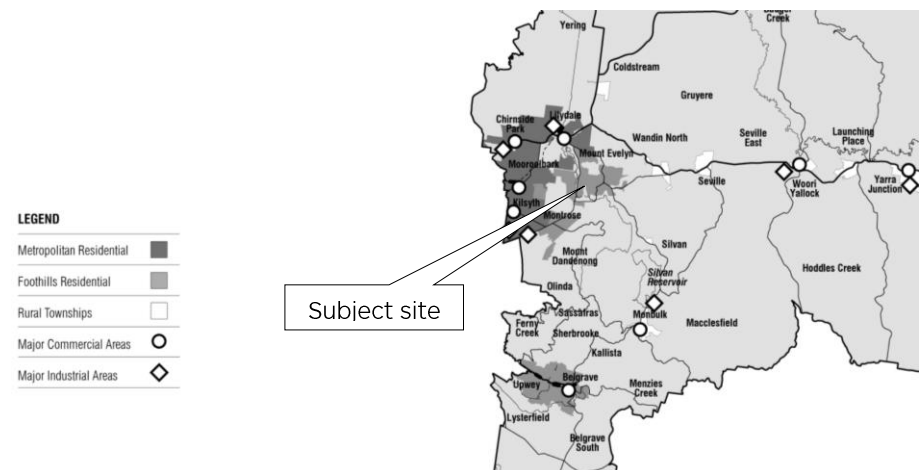 Badger
Creek
Yering
Coldstream
Gruyere
Chirnside
Park
Lilydale
Wandin North
Seville
East
Launching
Place
Mooroolbark
Mount Evelyn
Seville
Woori
Yallock
Yarra
Junction
Kilsyth
Montrose
LEGEND
Metropolitan Residential
Foothills Residential
Rural Townships
Major Commercial Areas
Major Industrial Areas
Mount
Dandenong
Silvan
Silvan
Reservoir
Hoddles Creek
Olinda
Subject site
Monbulk
Macclesfield
Ferny
Creek
Sassafras
Sherbrooke
Kallista
Upwey
Belgrave
Menzies
Creek
Lysterfield
Belgrave
South